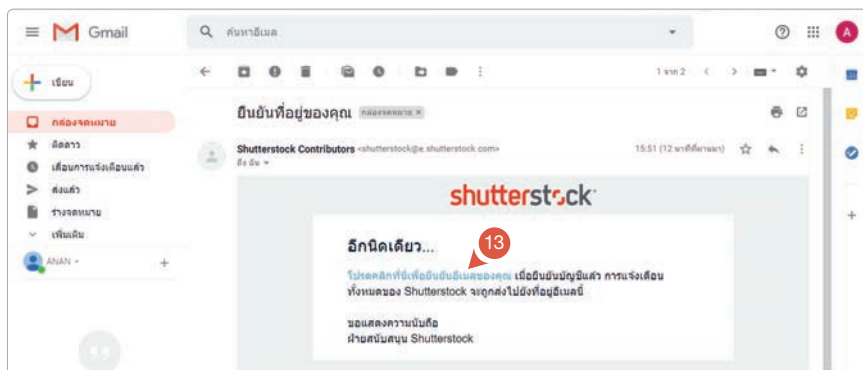 Gmail
ค้นหาอีเมล
A
เขียน
1 จาก 2
ยืนยันที่อยู่ของคุณ กล่องจดหมาย ×
กล่องจดหมาย
ติดดาว
เลื่อนการแจ้งเตือนแล้ว
ส่งแล้ว
ร่างจดหมาย
เพิ่มเติม
ANAN
Shutterstock Contributors <shutterstock@e.shutterstock.com>
15:51 (12 นาทีที่ผ่านมา)
ถึง ฉัน
shutterstock
อีกนิดเดียว...
13
โปรดคลิกที่นี่เพื่อยืนยันอีเมลของคุณ เมื่อยืนยันบัญชีแล้ว การแจ้งเตือน
ทั้งหมดของ Shutterstock จะถูกส่งไปยังที่อยู่อีเมลนี้
ขอแสดงความนับถือ
ฝ่ายสนับสนุน Shutterstock